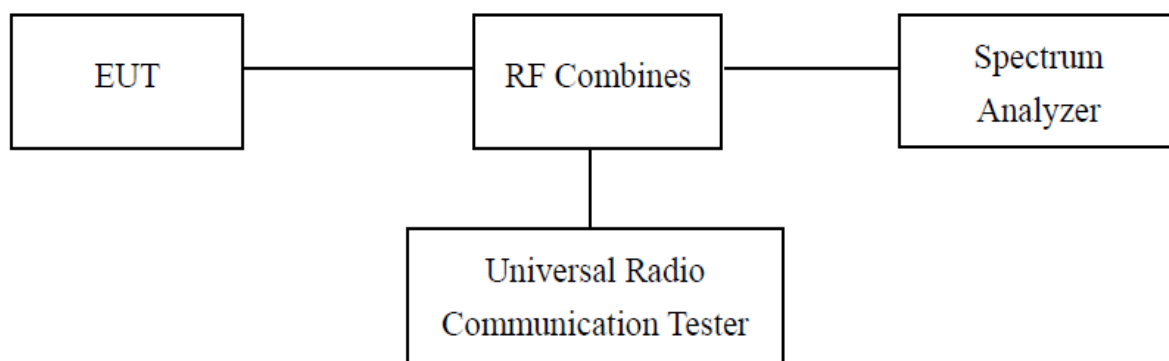 EUT
RF Combines
Spectrum
Analyzer
Universal Radio
Communication Tester